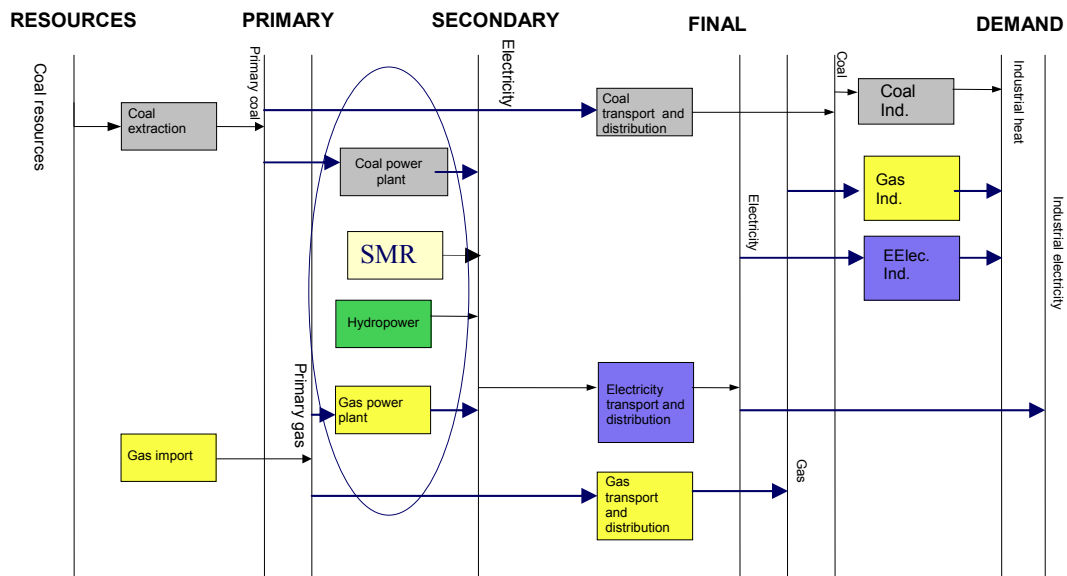 RESOURCES
PRIMARY
SECONDARY
FINAL
DEMAND
Coal resources
Primary coal
Electricity
Coal
Industrial heat
Industrial electricity
Coal
extraction
Coal
transport and
distribution
Coal
Ind.
Coal power
plant
Gas
Ind.
Electricity
SMR
EElec.
Ind.
Hydropower
Primary gas
Gas power
plant
Electricity
transport and
distribution
Gas import
Gas
Gas
transport
and
distribution